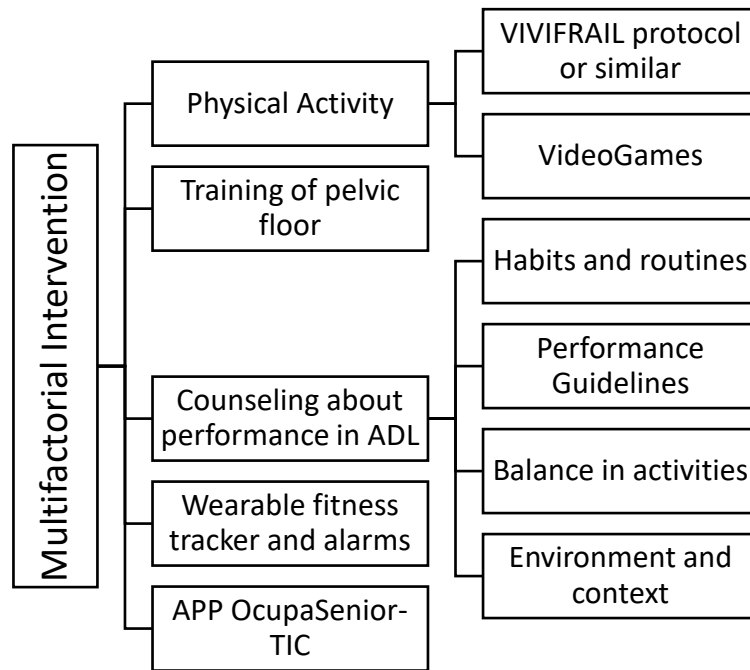 Multifactorial Intervention
Physical Activity
VIVIFRAIL protocol
or similar
VideoGames
Training of pelvic
floor
Counseling about
performance in ADL
Habits and routines
Performance
Guidelines
Balance in activities
Environment and
context
Wearable fitness
tracker and alarms
APP OcupaSenior-
TIC